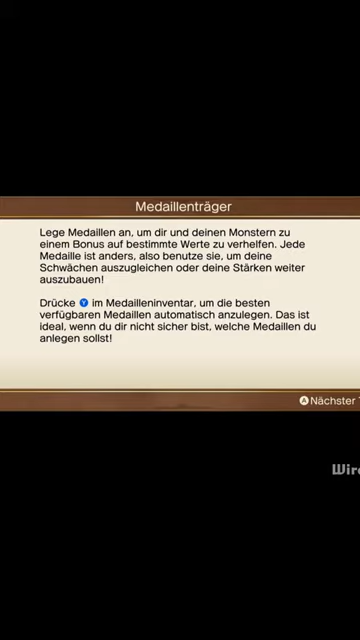 Medaillenträger
Lege Medaillen an, um dir und deinen Monstern zu
einem Bonus auf bestimmte Werte zu verhelfen. Jede
Medaille ist anders, also benutze sie, um deine
Schwächen auszugleichen oder deine Stärken weiter
auszubauen!
Drücke Y im Medailleninventar, um die besten
verfügbaren Medaillen automatisch anzulegen. Das ist
ideal, wenn du dir nicht sicher bist, welche Medaillen du
anlegen sollst!
A Nächster T